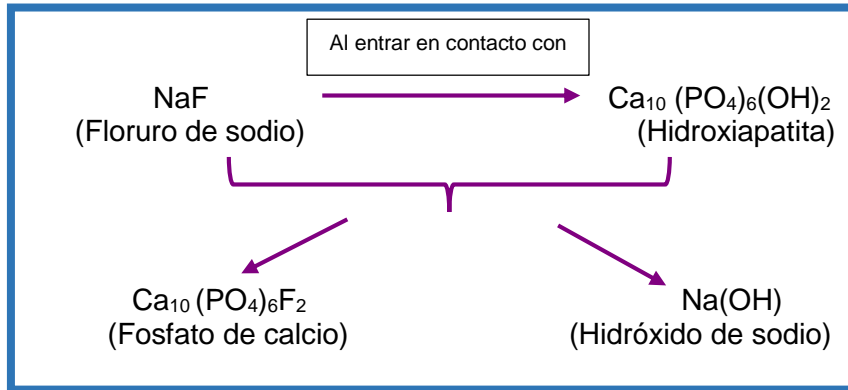 Al entrar en contacto con
NaF
(Floruro de sodio)
Ca₁₀ (PO₄)₆(OH)₂
(Hidroxiapatita)
Ca₁₀ (PO₄)₆F₂
(Fosfato de calcio)
Na(OH)
(Hidróxido de sodio)